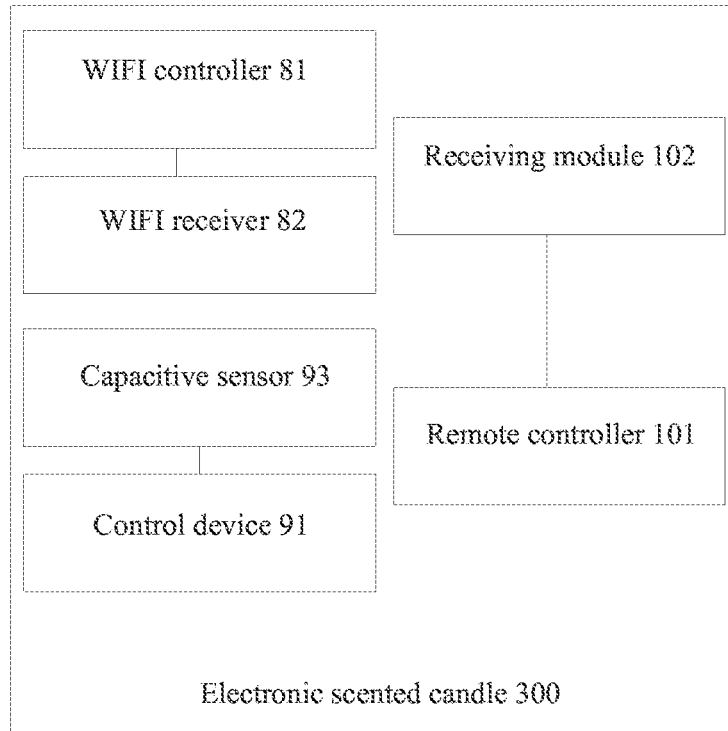 WIFI controller 81
WIFI receiver 82
Capacitive sensor 93
Control device 91
Receiving module 102
Remote controller 101
Electronic scented candle 300